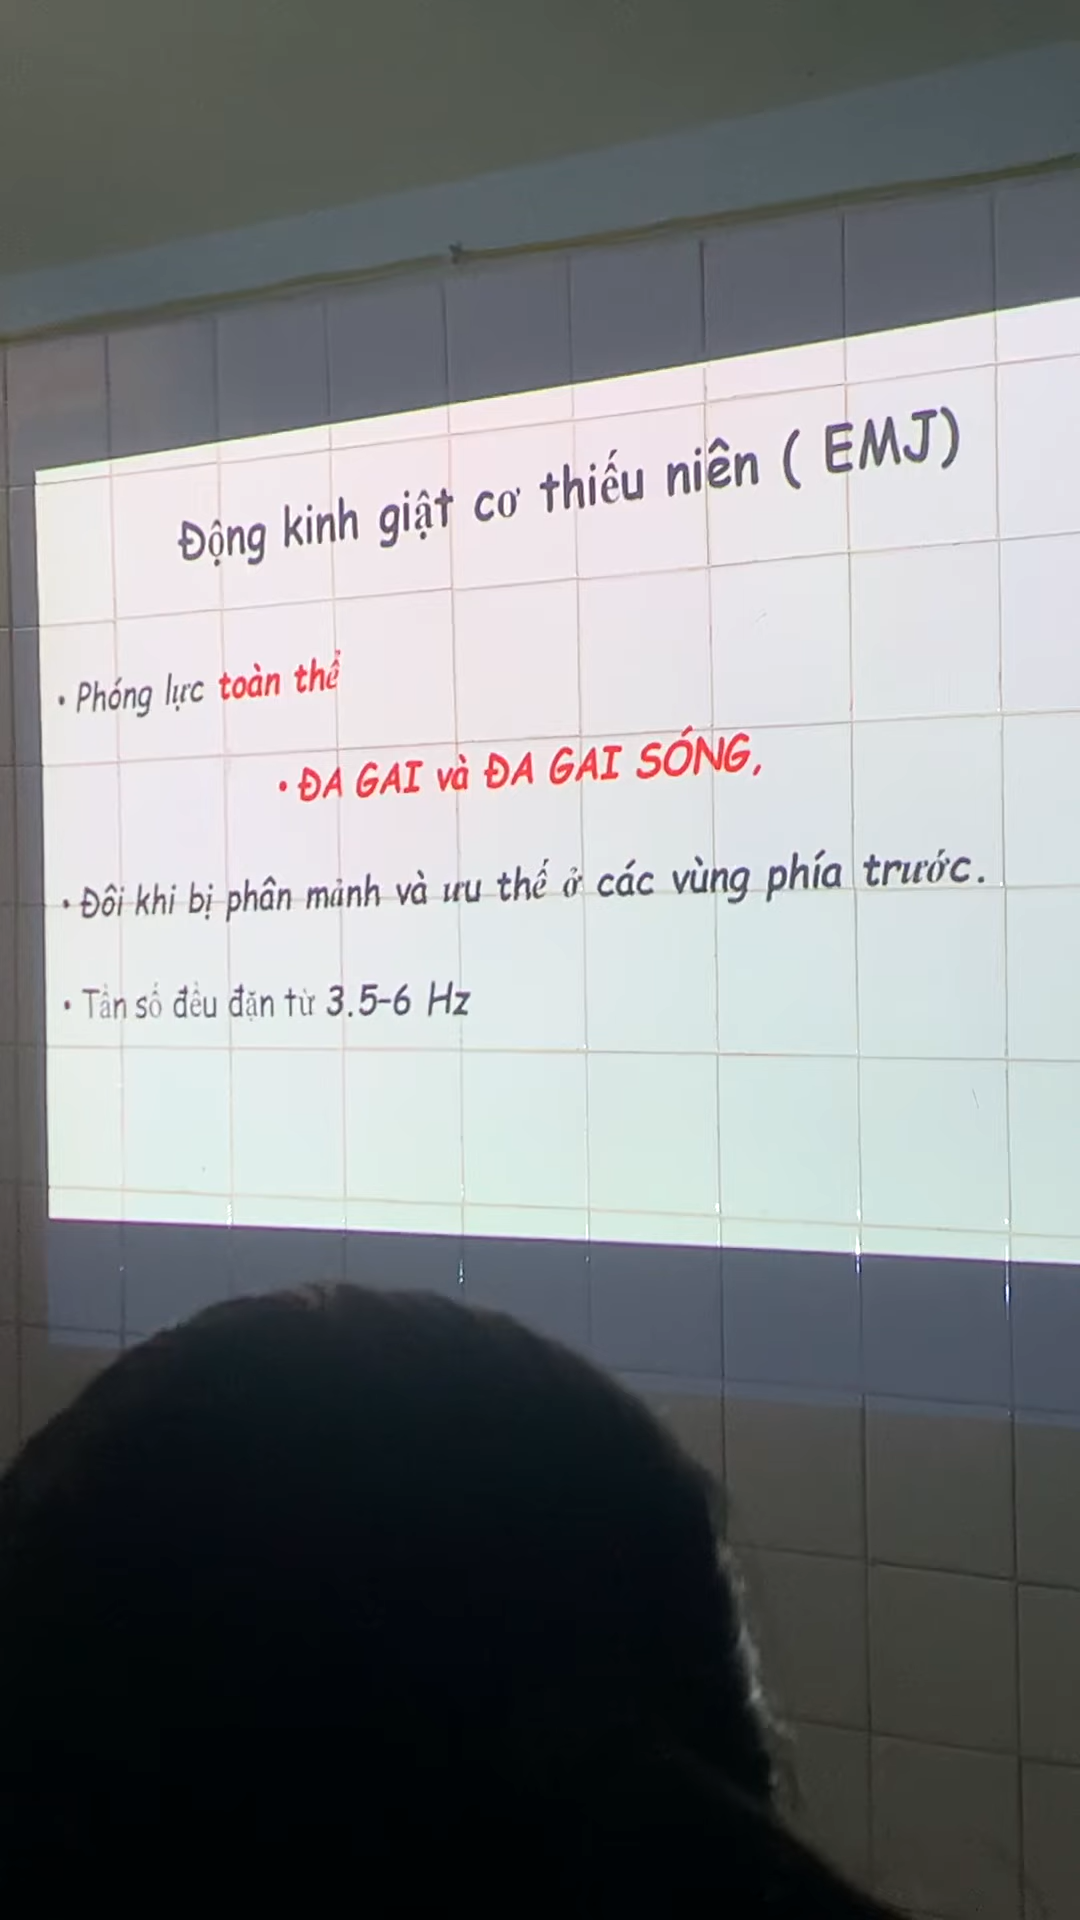 Động kinh giật cơ thiếu niên ( EMJ)
• Phóng lực toàn thể
• ĐA GAI và ĐA GAI SÓNG,
• Đôi khi bị phân mảnh và ưu thế ở các vùng phía trước.
• Tần số đều đặn từ 3.5-6 Hz